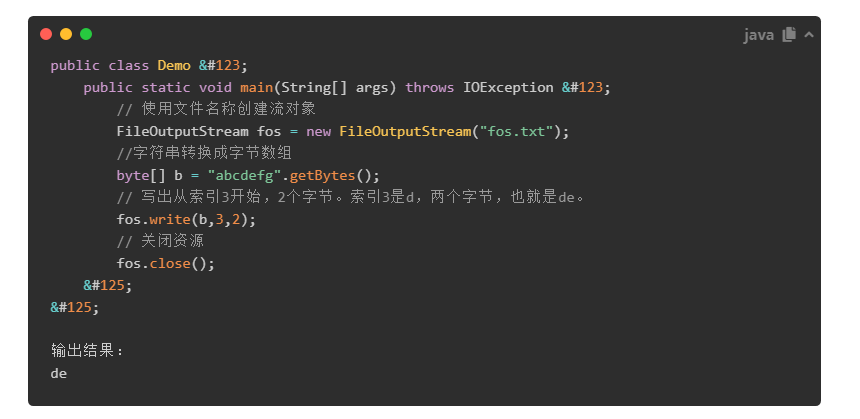 java
public class Demo &#123;
    public static void main(String[] args) throws IOException &#123;
        // 使用文件名称创建流对象
        FileOutputStream fos = new FileOutputStream("fos.txt");
        //字符串转换成字节数组
        byte[] b = "abcdefg".getBytes();
        // 写出从索引3开始，2个字节。索引3是d，两个字节，也就是de。
        fos.write(b,3,2);
        // 关闭资源
        fos.close();
    &#125;
&#125;

输出结果：
de